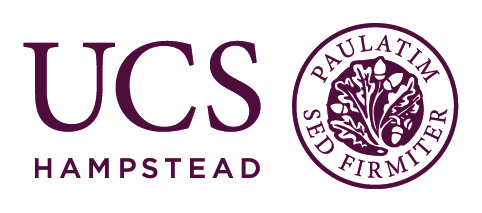 UCS
HAMPSTEAD
PAULATIM
SED FIRMITER